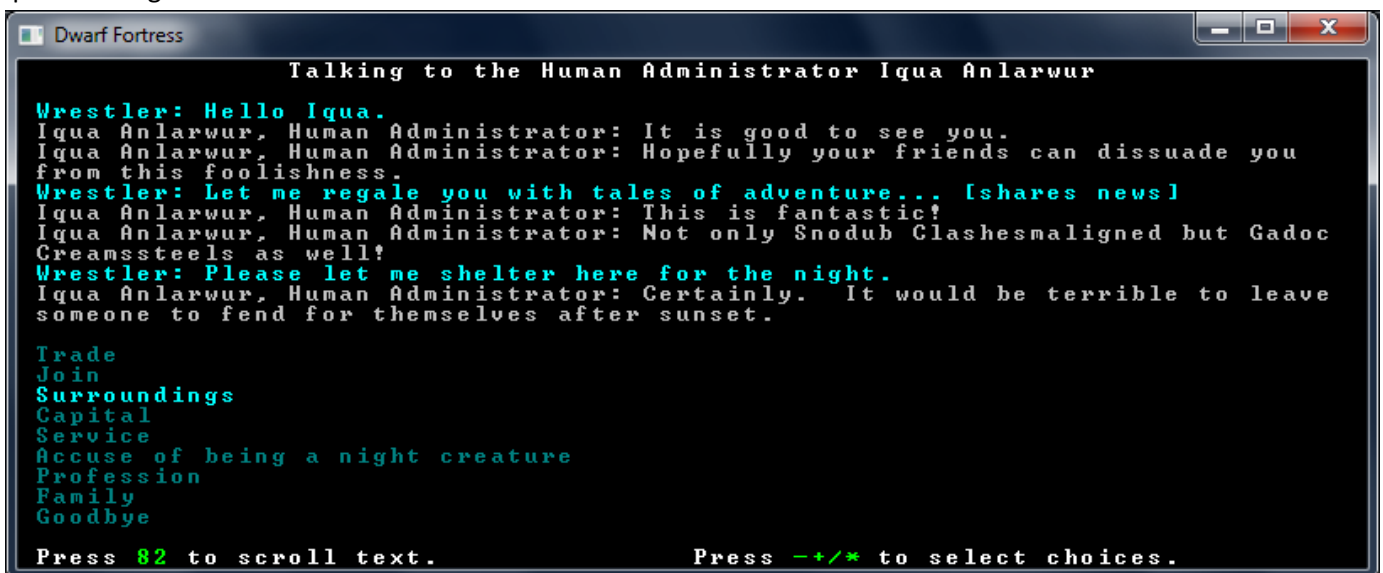 Dwarf Fortress
Talking to the Human Administrator Iqua Anlarwur
Wrestler: Hello Iqua.
Iqua Anlarwur, Human Administrator: It is good to see you.
Iqua Anlarwur, Human Administrator: Hopefully your friends can dissuade you
from this foolishness.
Wrestler: Let me regale you with tales of adventure... [shares news]
Iqua Anlarwur, Human Administrator: This is fantastic!
Iqua Anlarwur, Human Administrator: Not only Snodub Clashesmaligned but Gadoc
Creamssteels as well!
Wrestler: Please let me shelter here for the night.
Iqua Anlarwur, Human Administrator: Certainly.  It would be terrible to leave
someone to fend for themselves after sunset.
Trade
Join
Surroundings
Capital
Service
Accuse of being a night creature
Profession
Family
Goodbye
Press 82 to scroll text. Press -+/* to select choices.